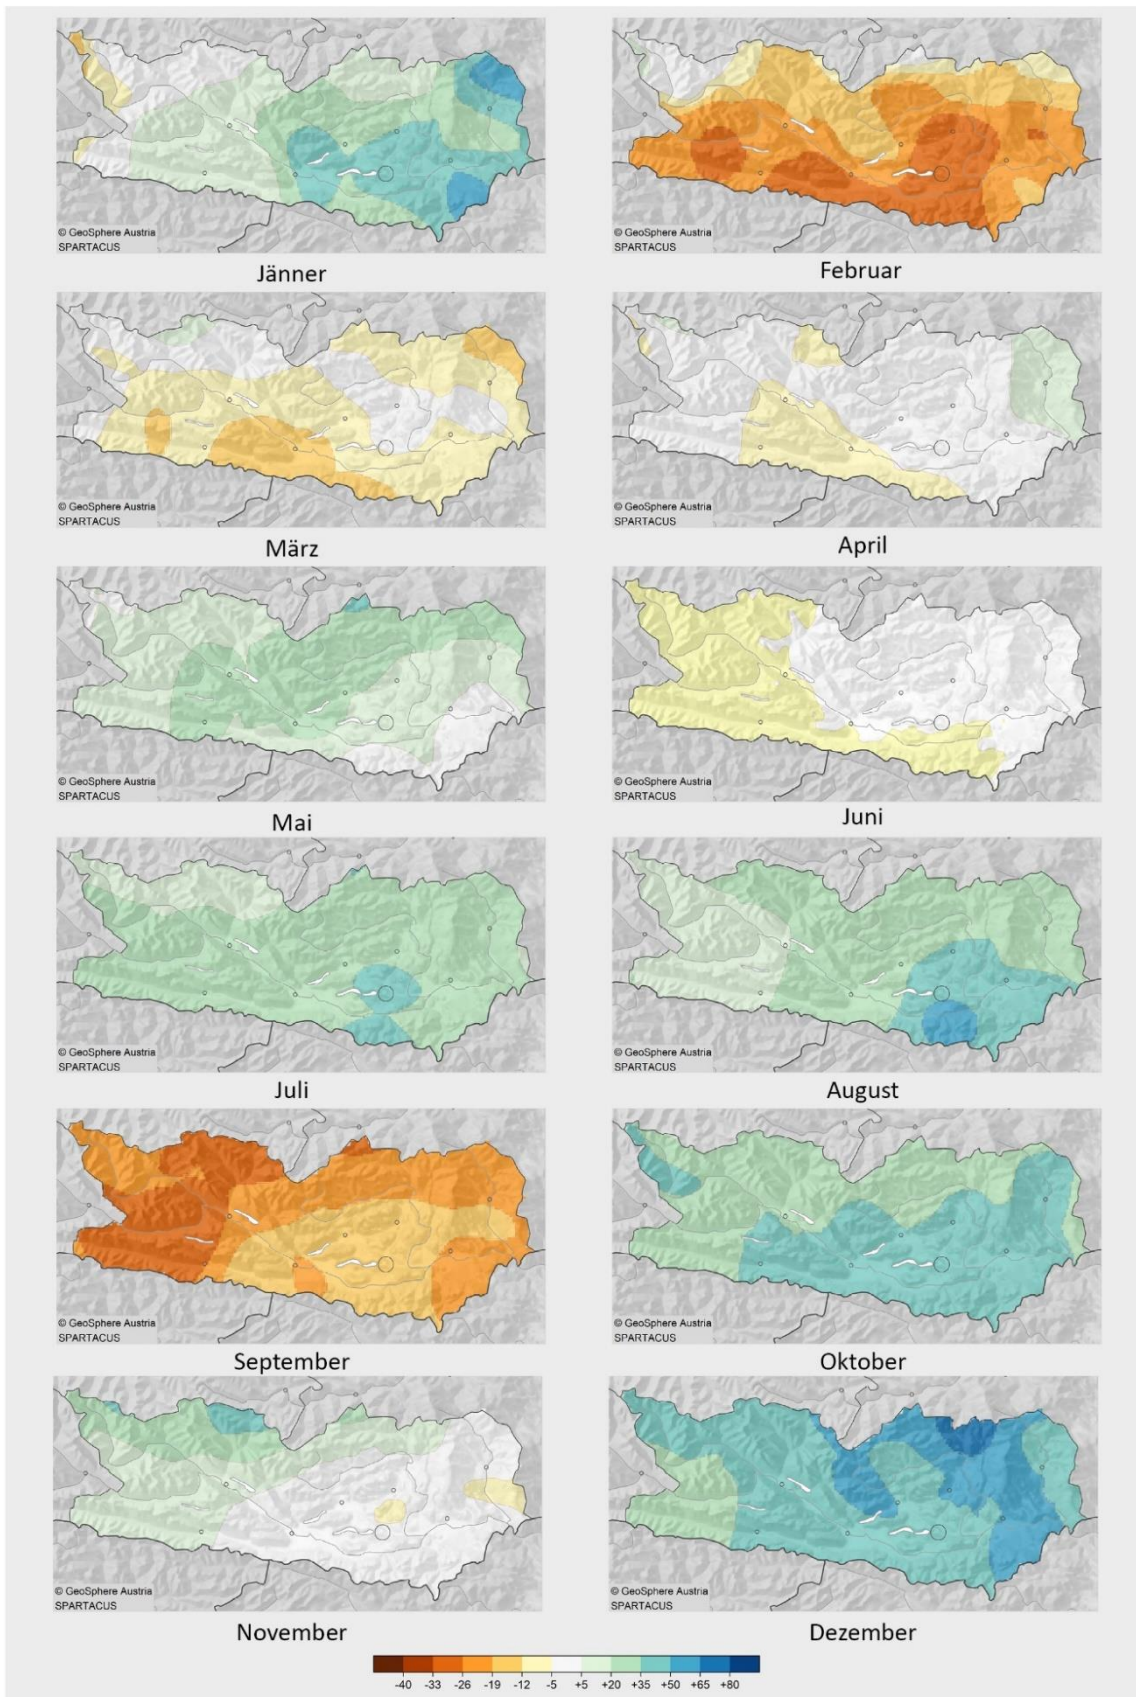 © GeoSphere Austria
SPARTACUS
© GeoSphere Austria
SPARTACUS
Jänner
Februar
© GeoSphere Austria
SPARTACUS
© GeoSphere Austria
SPARTACUS
März
April
© GeoSphere Austria
SPARTACUS
© GeoSphere Austria
SPARTACUS
Mai
Juni
© GeoSphere Austria
SPARTACUS
© GeoSphere Austria
SPARTACUS
Juli
August
© GeoSphere Austria
SPARTACUS
© GeoSphere Austria
SPARTACUS
September
Oktober
© GeoSphere Austria
SPARTACUS
© GeoSphere Austria
SPARTACUS
November
Dezember
-40 -33 -26 -19 -12 -5 +5 +20 +35 +50 +65 +80